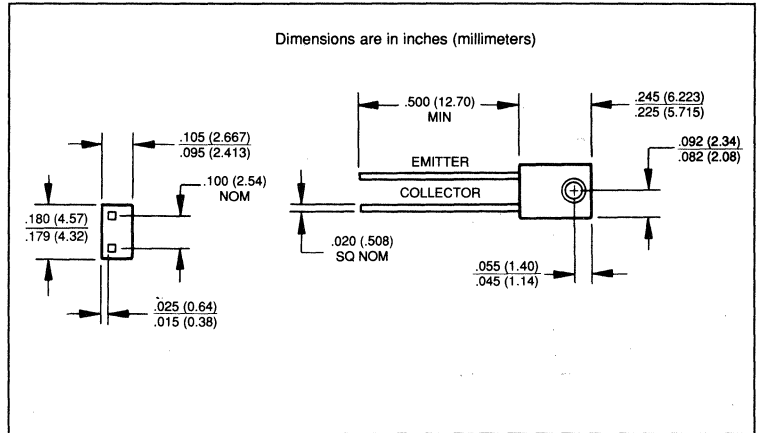 Dimensions are in inches (millimeters)
.500 (12.70)
MIN
.245 (6.223)
.225 (5.715)
.105 (2.667)
.095 (2.413)
.092 (2.34)
.082 (2.08)
EMITTER
.100 (2.54)
NOM
COLLECTOR
.180 (4.57)
.179 (4.32)
.020 (.508)
SQ NOM
.055 (1.40)
.045 (1.14)
.025 (0.64)
.015 (0.38)